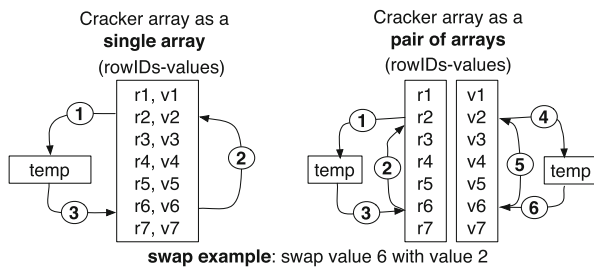 Cracker array as a
single array
(rowIDs-values)
r1, v1
r2, v2
r3, v3
r4, v4
r5, v5
r6, v6
r7, v7
temp
1
2
3
Cracker array as a
pair of arrays
(rowIDs-values)
r1
r2
r3
r4
r5
r6
r7
v1
v2
v3
v4
v5
v6
v7
temp
1
2
3
temp
4
5
6
swap example: swap value 6 with value 2